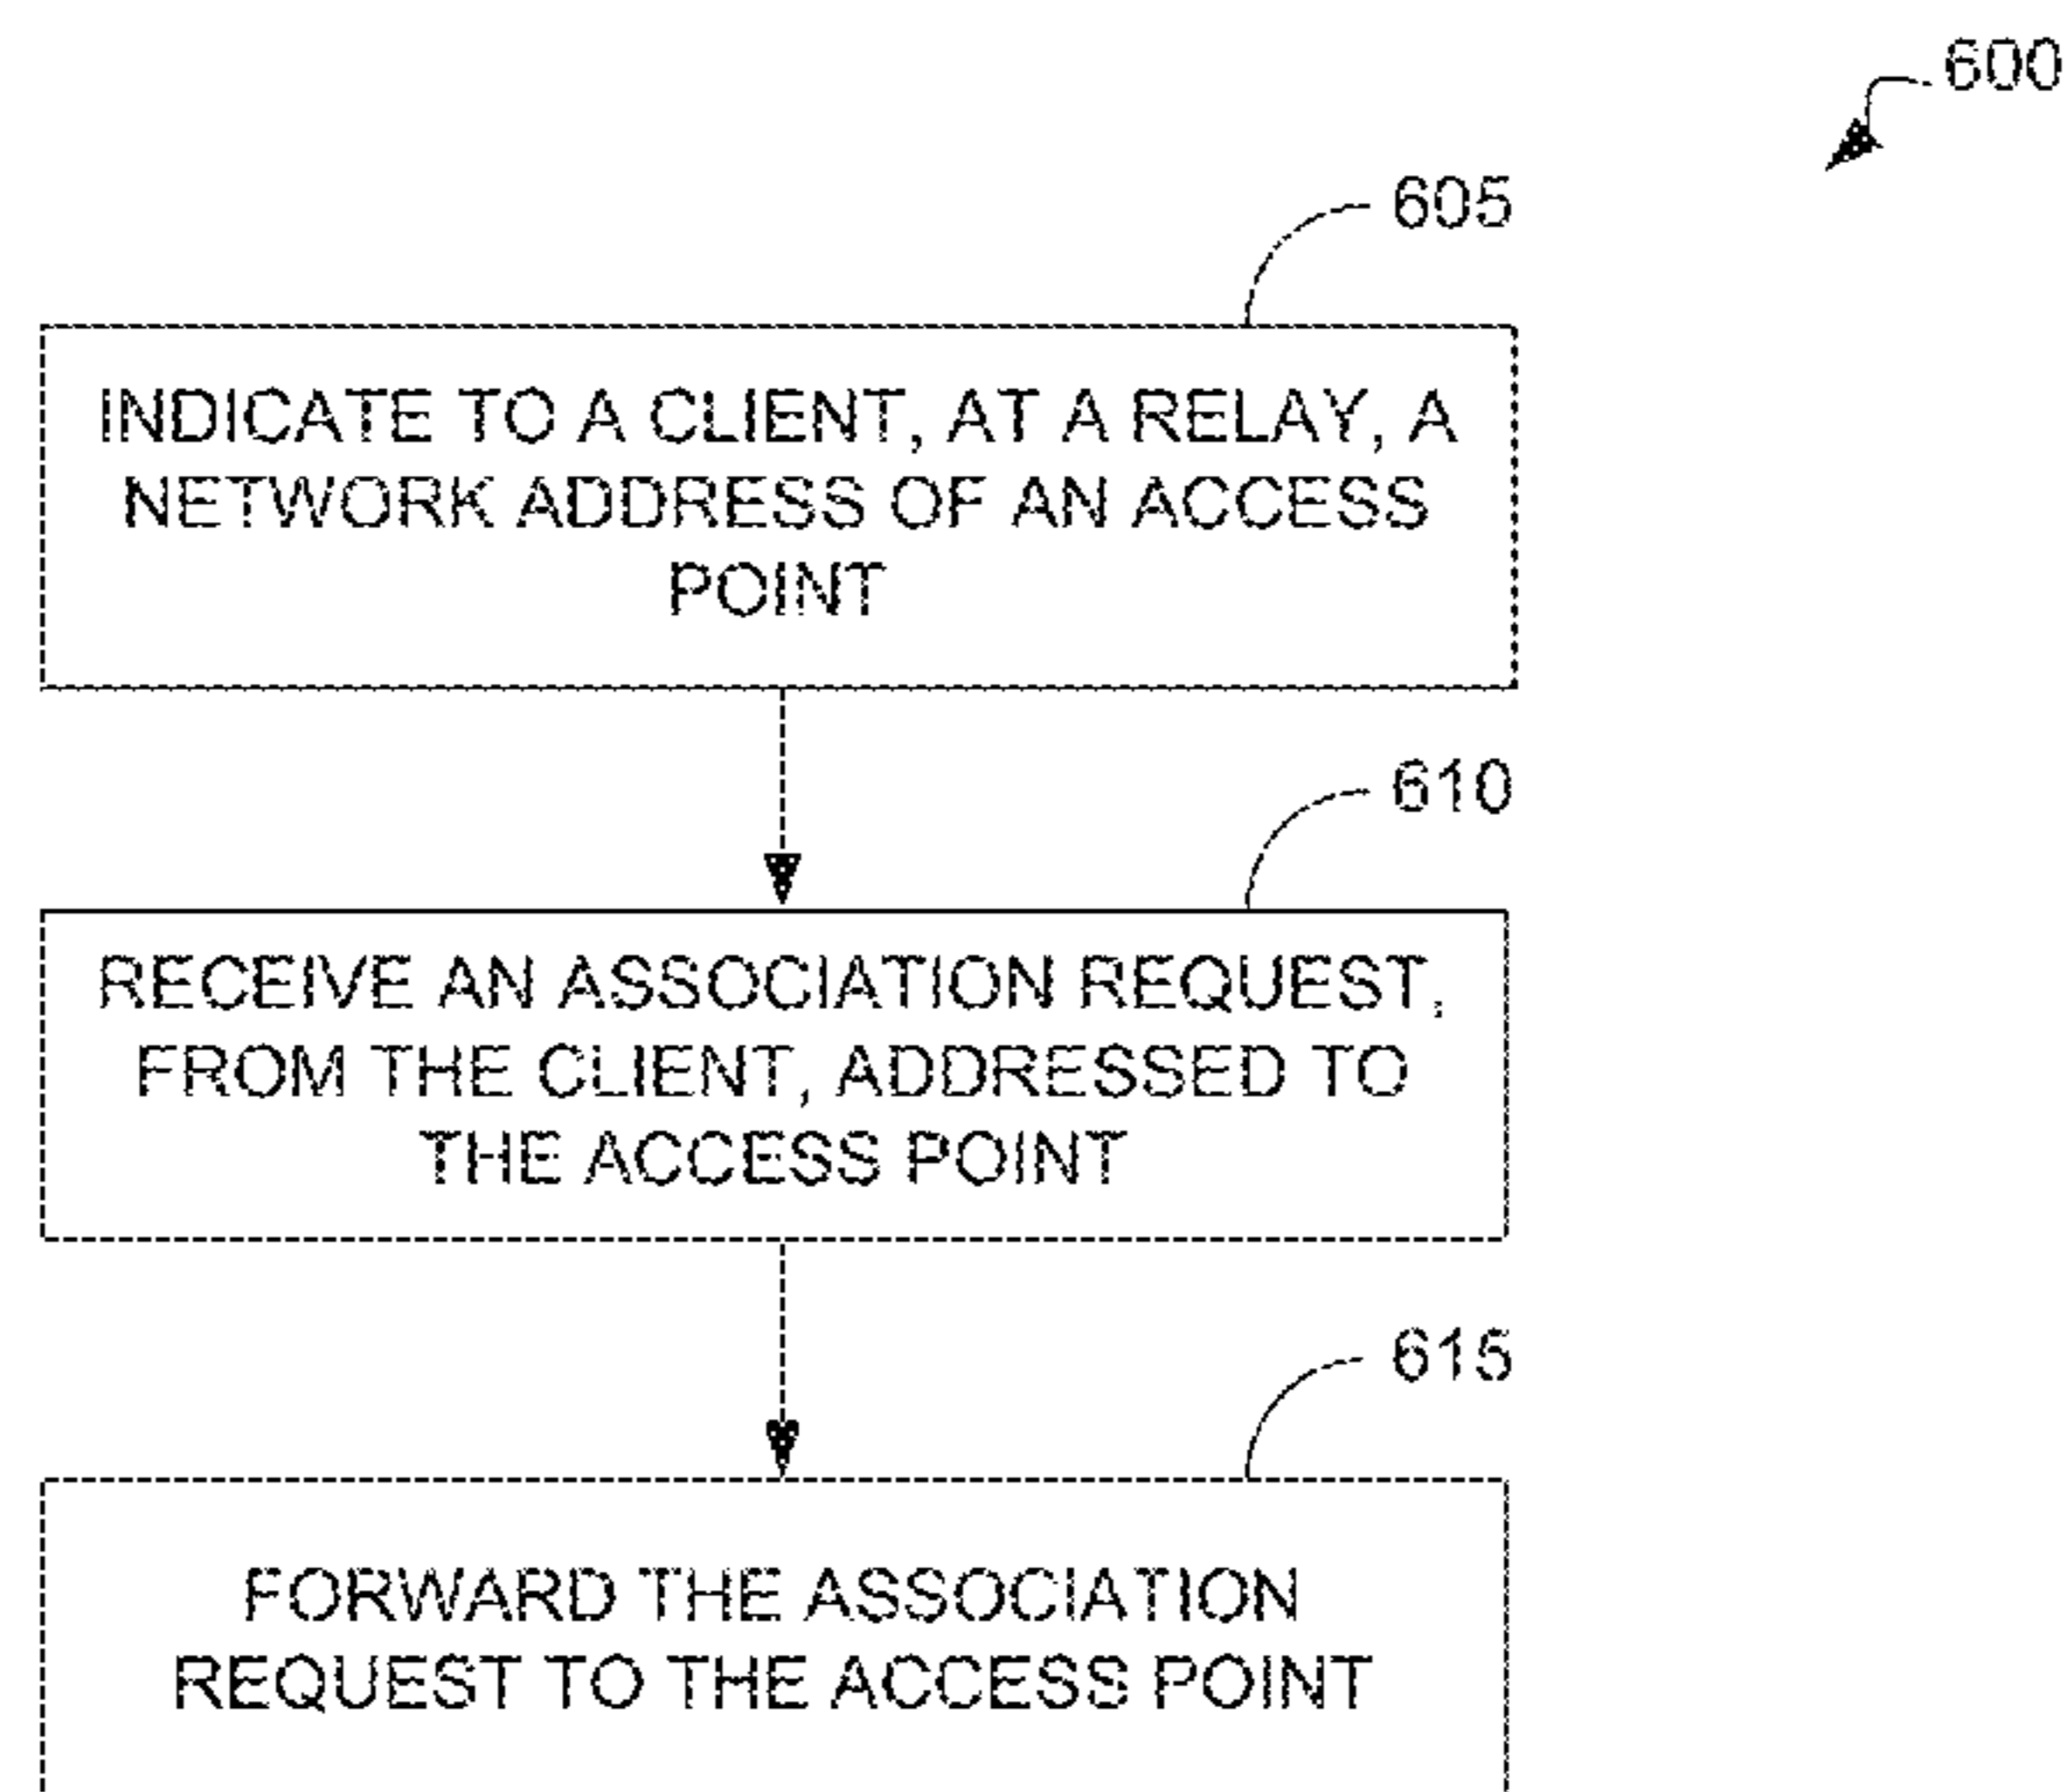 600
605
INDICATE TO A CLIENT, AT A RELAY, A
NETWORK ADDRESS OF AN ACCESS
POINT
610
RECEIVE AN ASSOCIATION REQUEST,
FROM THE CLIENT, ADDRESSED TO
THE ACCESS POINT
615
FORWARD THE ASSOCIATION
REQUEST TO THE ACCESS POINT